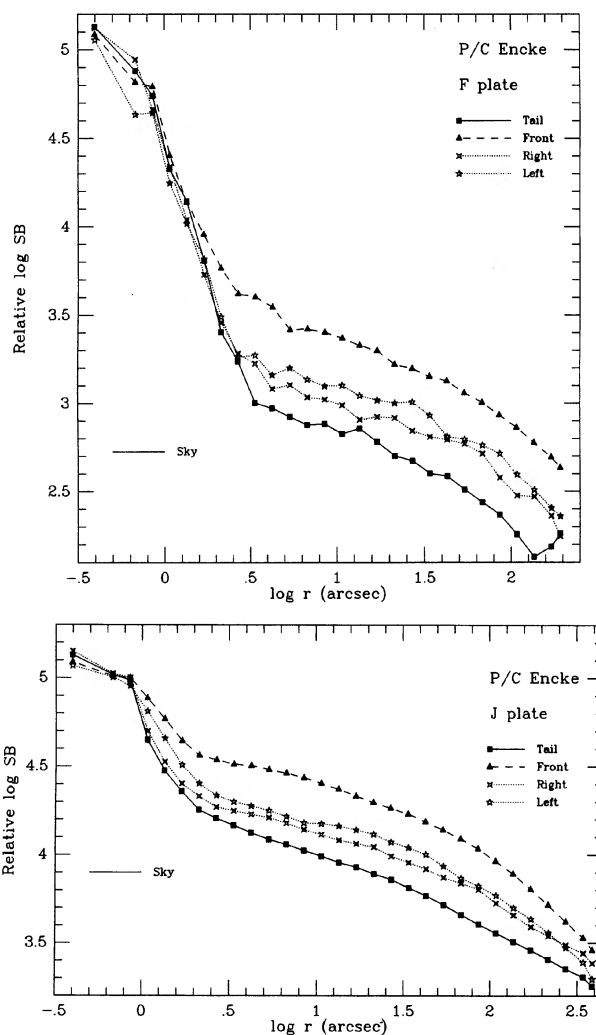 P/C Encke
F plate
Tail
Front
Right
Left
Relative log SB
5
4.5
4
3.5
3
2.5
Sky
-.5
0
.5
1
1.5
2
log r (arcsec)
P/C Encke
J plate
Tail
Front
Right
Left
Relative log SB
5
4.5
4
3.5
Sky
-.5
0
.5
1
1.5
2
2.5
log r (arcsec)